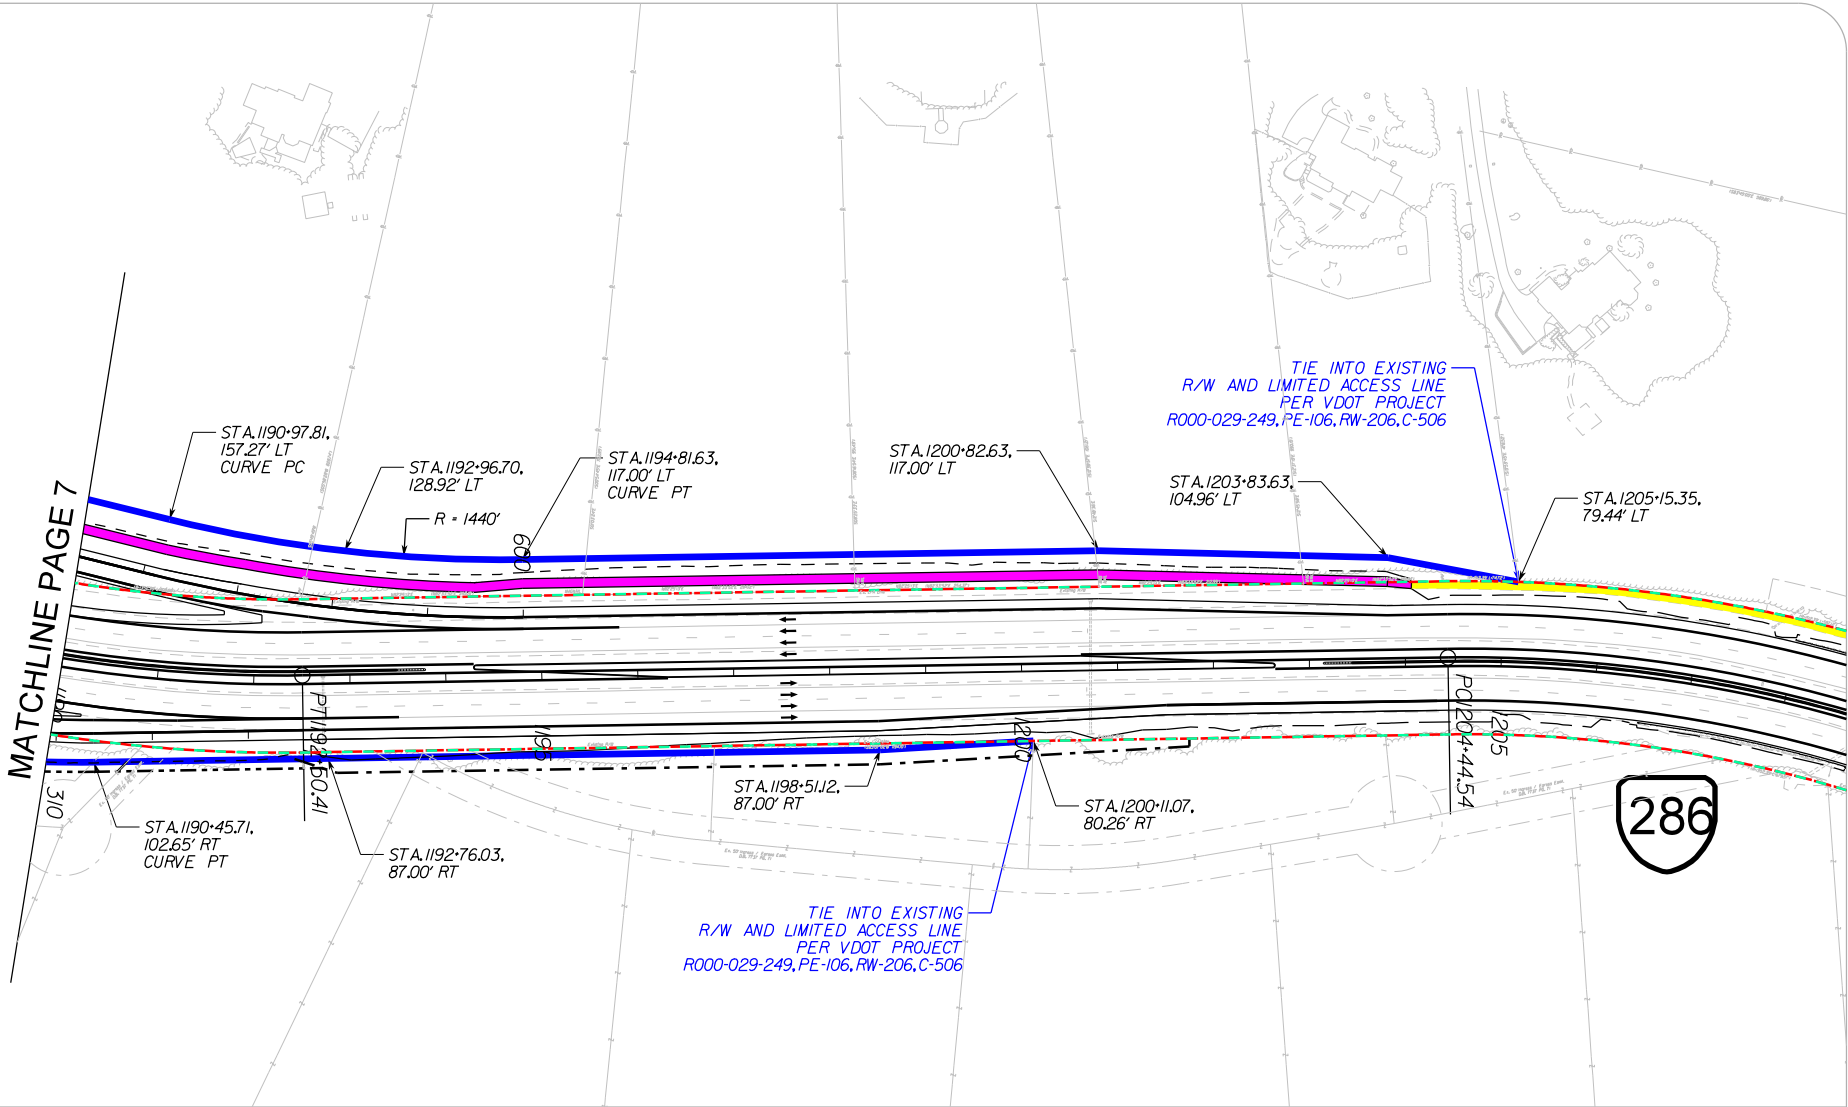 TIE INTO EXISTING
R/W AND LIMITED ACCESS LINE
PER VDOT PROJECT
R000-029-249, PE-106, RW-206, C-506
STA. 1190+97.81,
157.27' LT
CURVE PC
STA. 1192+96.70,
128.92' LT
R = 1440'
STA. 1194+81.63,
117.00' LT
CURVE PT
STA. 1200+82.63,
117.00' LT
STA. 1203+83.63,
104.96' LT
STA. 1205+15.35,
79.44' LT
MATCHLINE PAGE 7
600
310
PT 1192+60.41
1195
1200
PC 1204+44.54
1205
STA. 1190+45.71,
102.65' RT
CURVE PT
STA. 1192+76.03,
87.00' RT
STA. 1198+51.12,
87.00' RT
STA. 1200+11.07,
80.26' RT
286
TIE INTO EXISTING
R/W AND LIMITED ACCESS LINE
PER VDOT PROJECT
R000-029-249, PE-106, RW-206, C-506